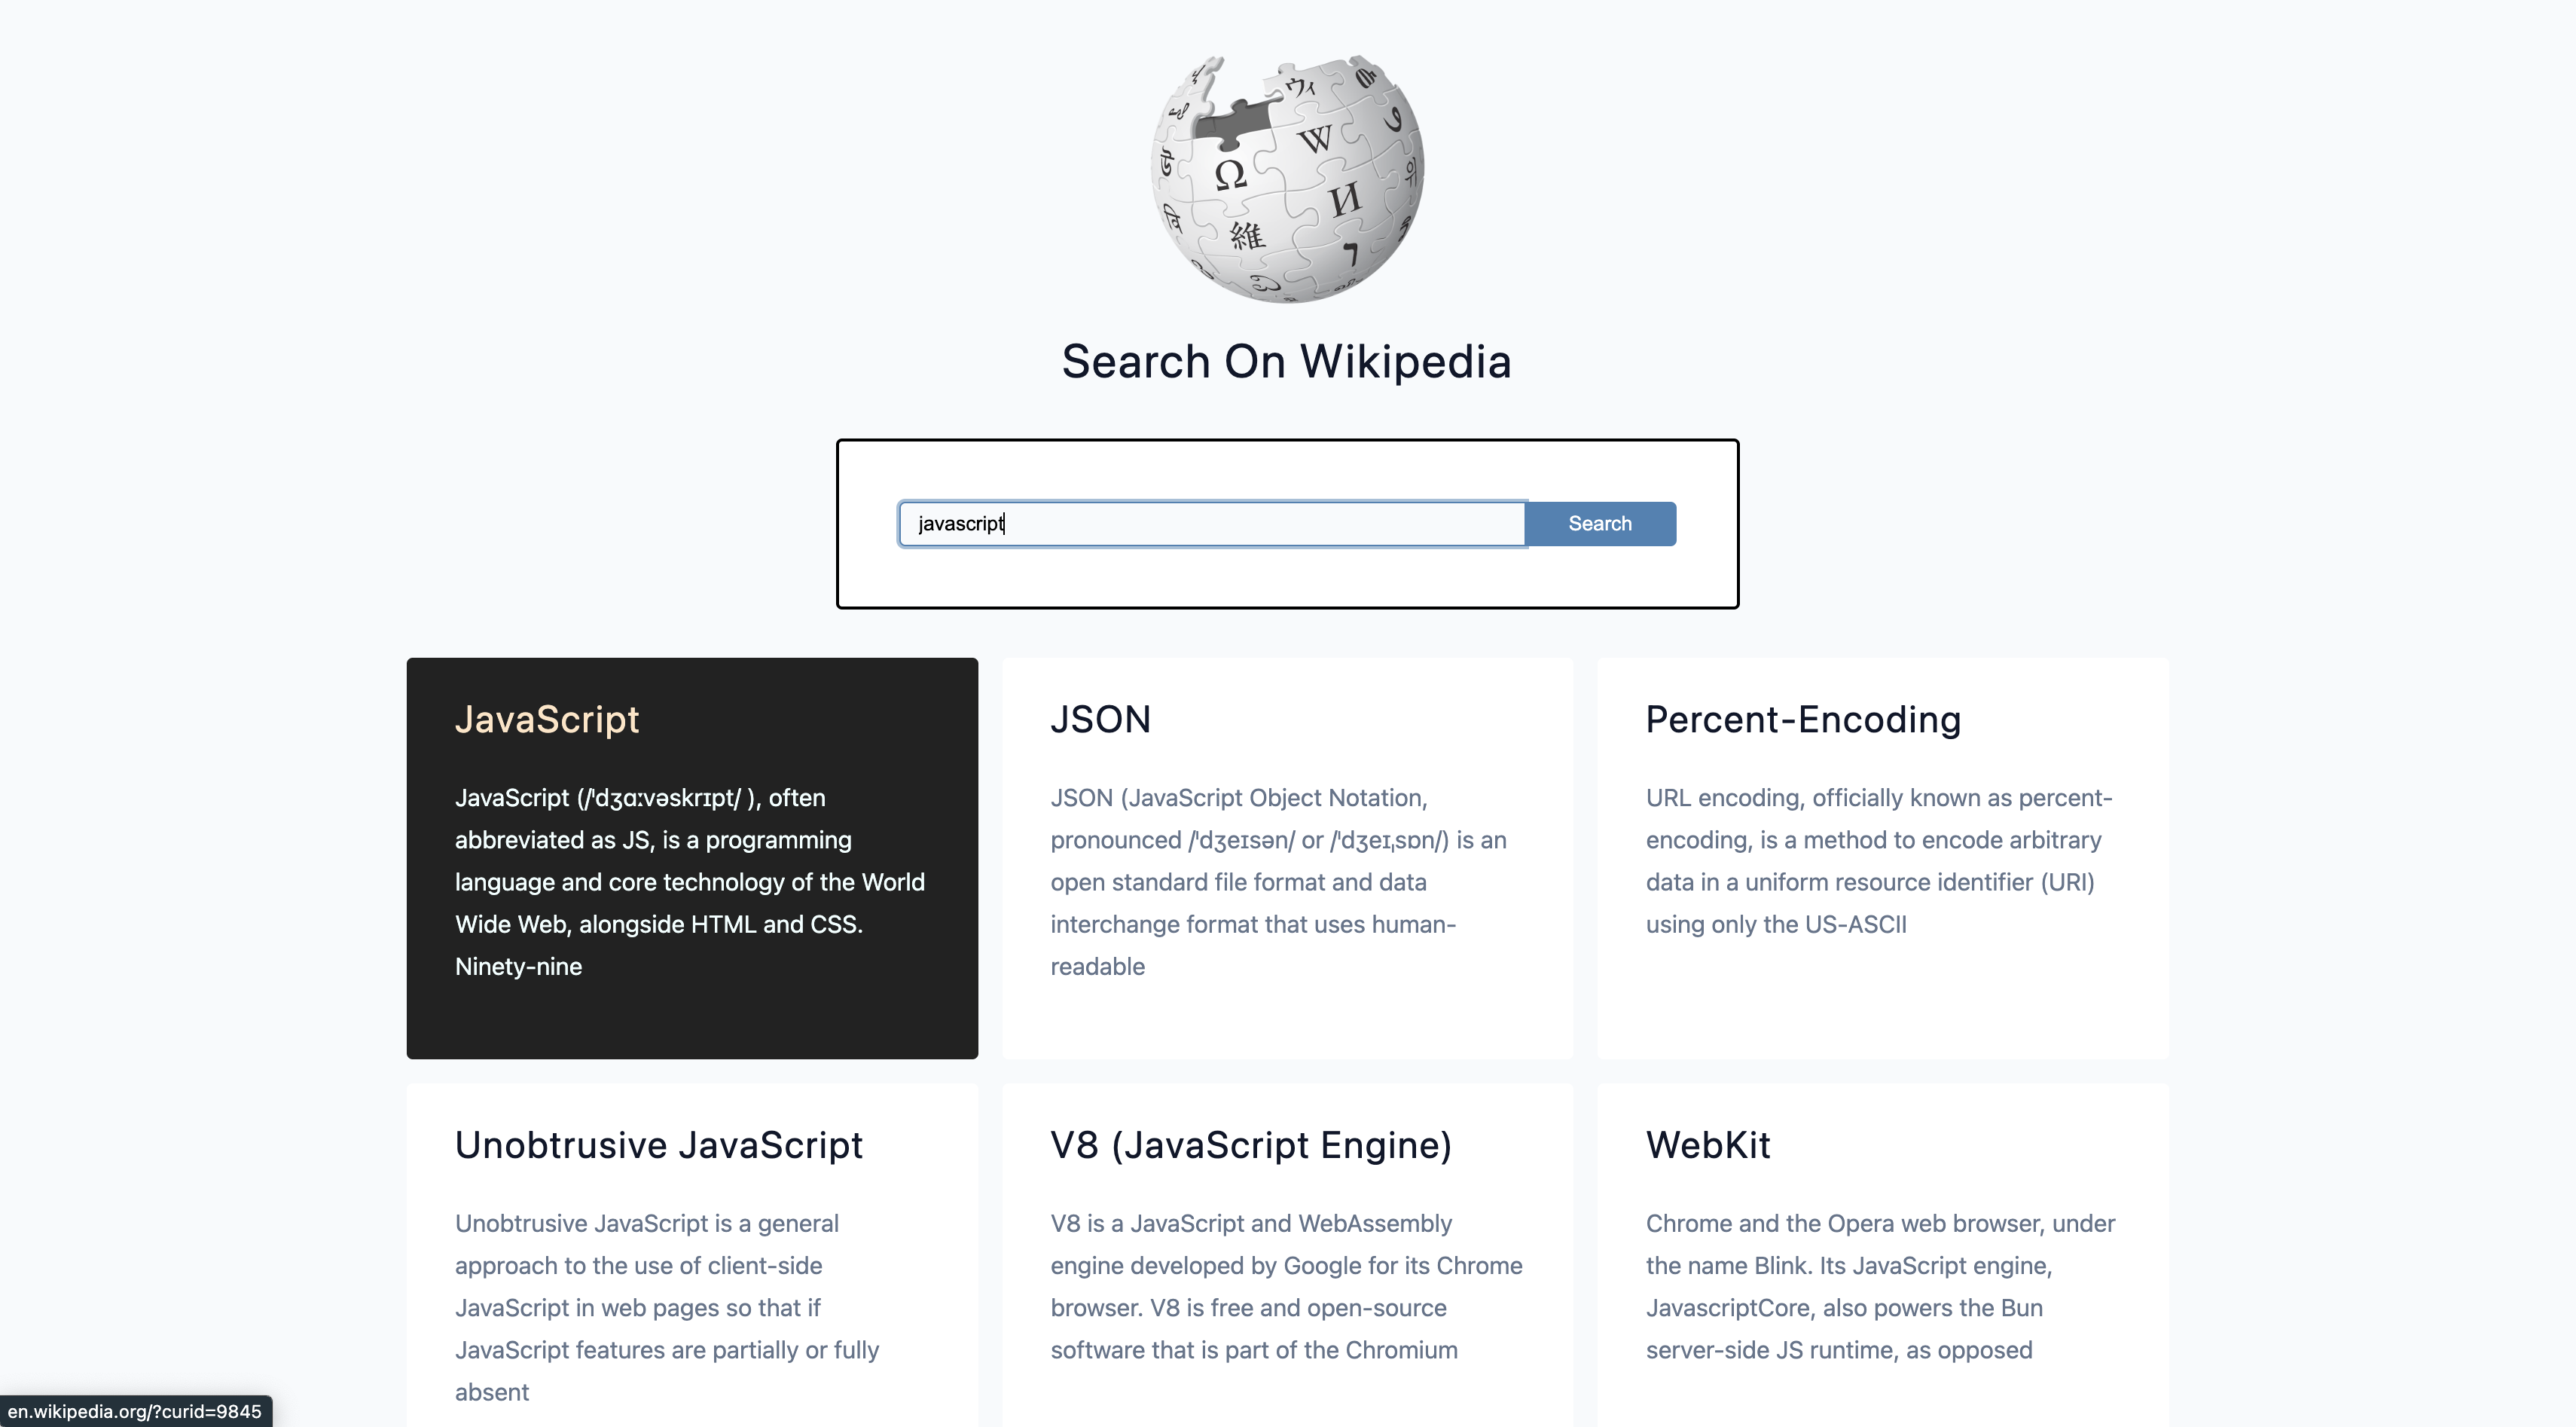 ウィ
W
Ω
И
維
Search On Wikipedia
javascript
Search
JavaScript
JavaScript (/ˈdʒɑːvəskrɪpt/ ), often
abbreviated as JS, is a programming
language and core technology of the World
Wide Web, alongside HTML and CSS.
Ninety-nine
JSON
JSON (JavaScript Object Notation,
pronounced /ˈdʒeɪsən/ or /ˈdʒeɪˌsɒn/) is an
open standard file format and data
interchange format that uses human-
readable
Percent-Encoding
URL encoding, officially known as percent-
encoding, is a method to encode arbitrary
data in a uniform resource identifier (URI)
using only the US-ASCII
Unobtrusive JavaScript
Unobtrusive JavaScript is a general
approach to the use of client-side
JavaScript in web pages so that if
JavaScript features are partially or fully
absent
V8 (JavaScript Engine)
V8 is a JavaScript and WebAssembly
engine developed by Google for its Chrome
browser. V8 is free and open-source
software that is part of the Chromium
WebKit
Chrome and the Opera web browser, under
the name Blink. Its JavaScript engine,
JavascriptCore, also powers the Bun
server-side JS runtime, as opposed
en.wikipedia.org/?curid=9845